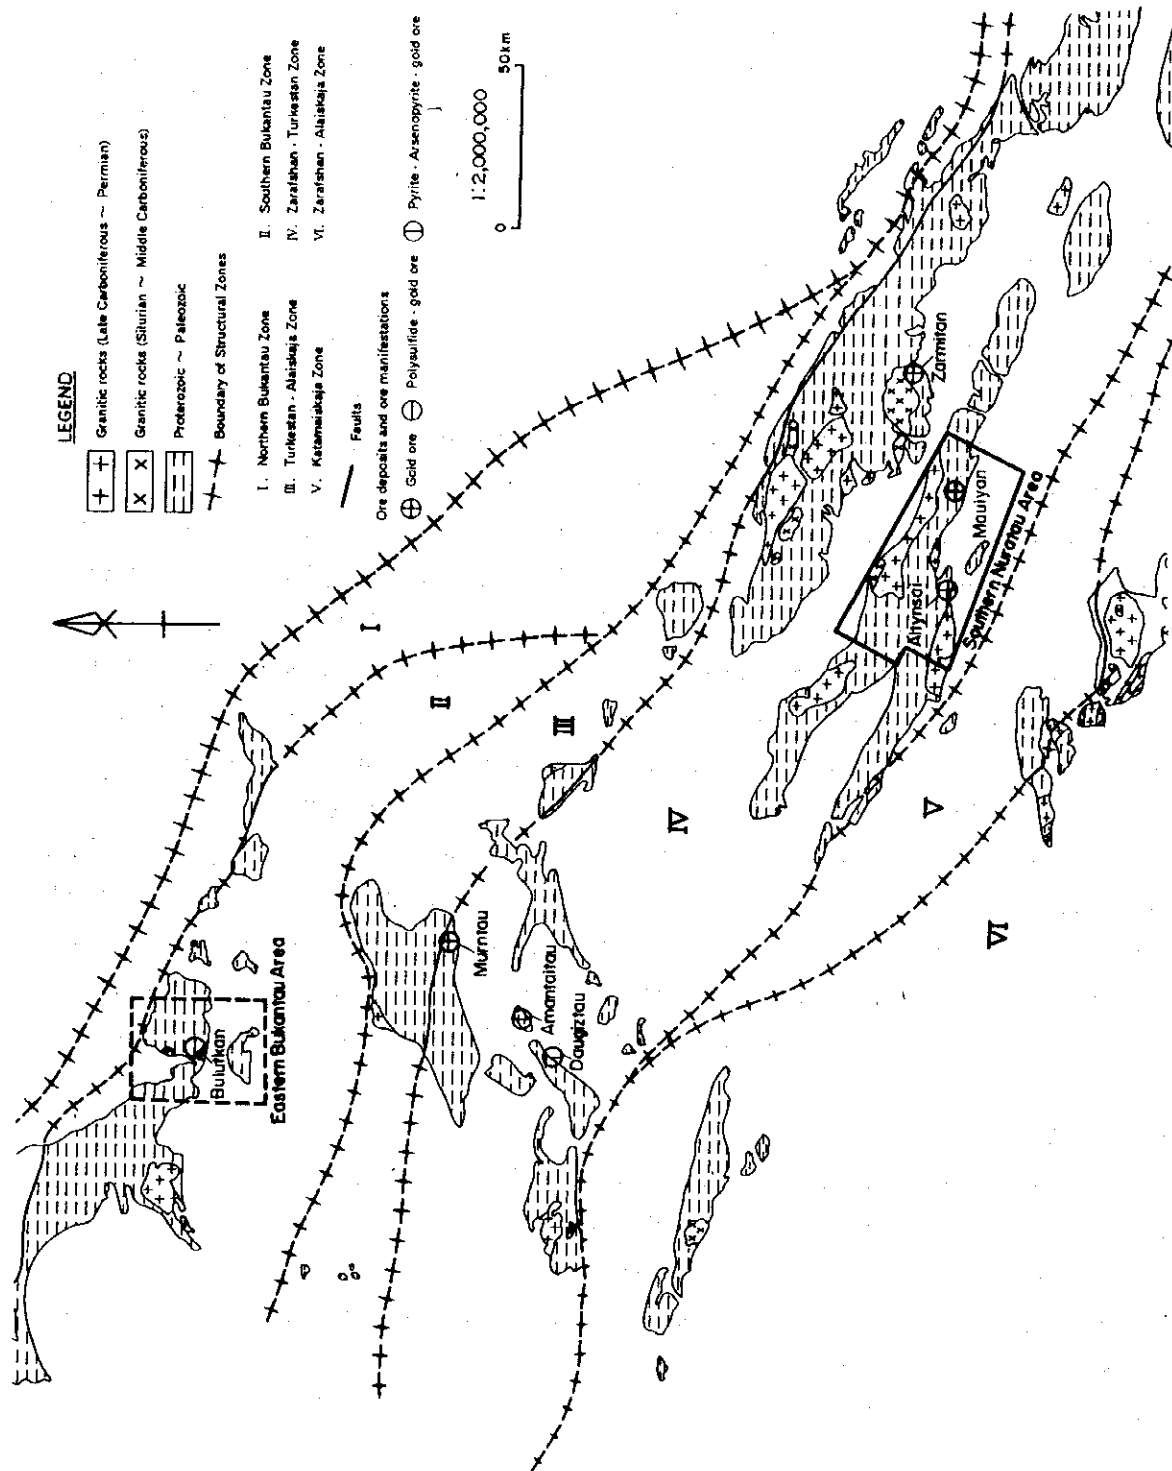 LEGEND
Granitic rocks (Late Carboniferous ~ Permian)
Granitic rocks (Silurian ~ Middle Carboniferous)
Proterozoic ~ Paleozoic
Boundary of Structural Zones
I. Northern Bukantau Zone II. Southern Bukantau Zone
III. Turkestan - Alaiskaja Zone IV. Zarafshan - Turkestan Zone
V. Katarnaiskaja Zone VI. Zarafshan - Alaiskaja Zone
Faults
Ore deposits and ore manifestations
Gold ore Polysulfide - gold ore Pyrite - Arsenopyrite - gold ore
1:2,000,000
0 50km
I
II
III
IV
V
VI
Bulutkan
Eastern Bukantau Area
Murntau
Amantaitau
Daugiztau
Zarmitan
Altynsai
Mauiyan
Southern Nuratau Area